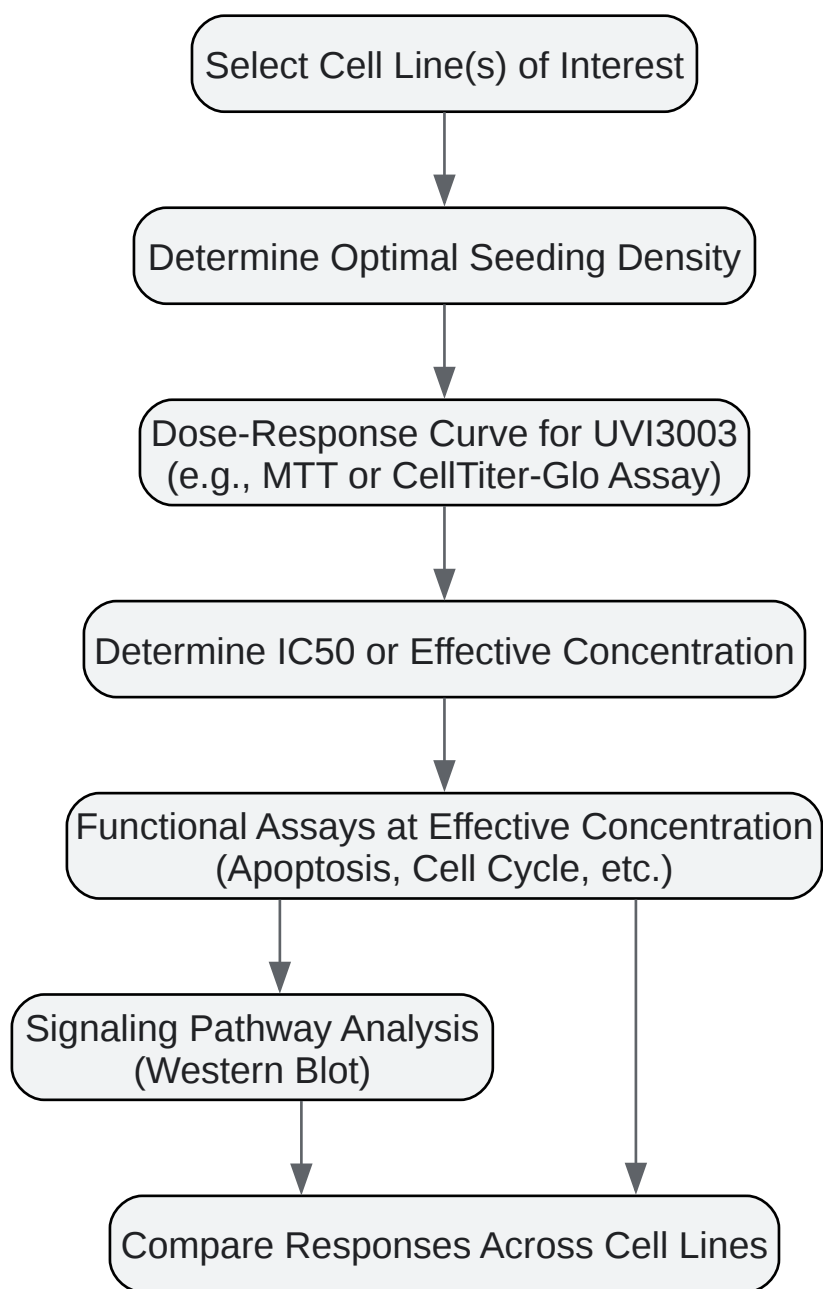 Select Cell Line(s) of Interest
Determine Optimal Seeding Density
Dose-Response Curve for UVI3003
(e.g., MTT or CellTiter-Glo Assay)
Determine IC50 or Effective Concentration
Functional Assays at Effective Concentration
(Apoptosis, Cell Cycle, etc.)
Signaling Pathway Analysis
(Western Blot)
Compare Responses Across Cell Lines